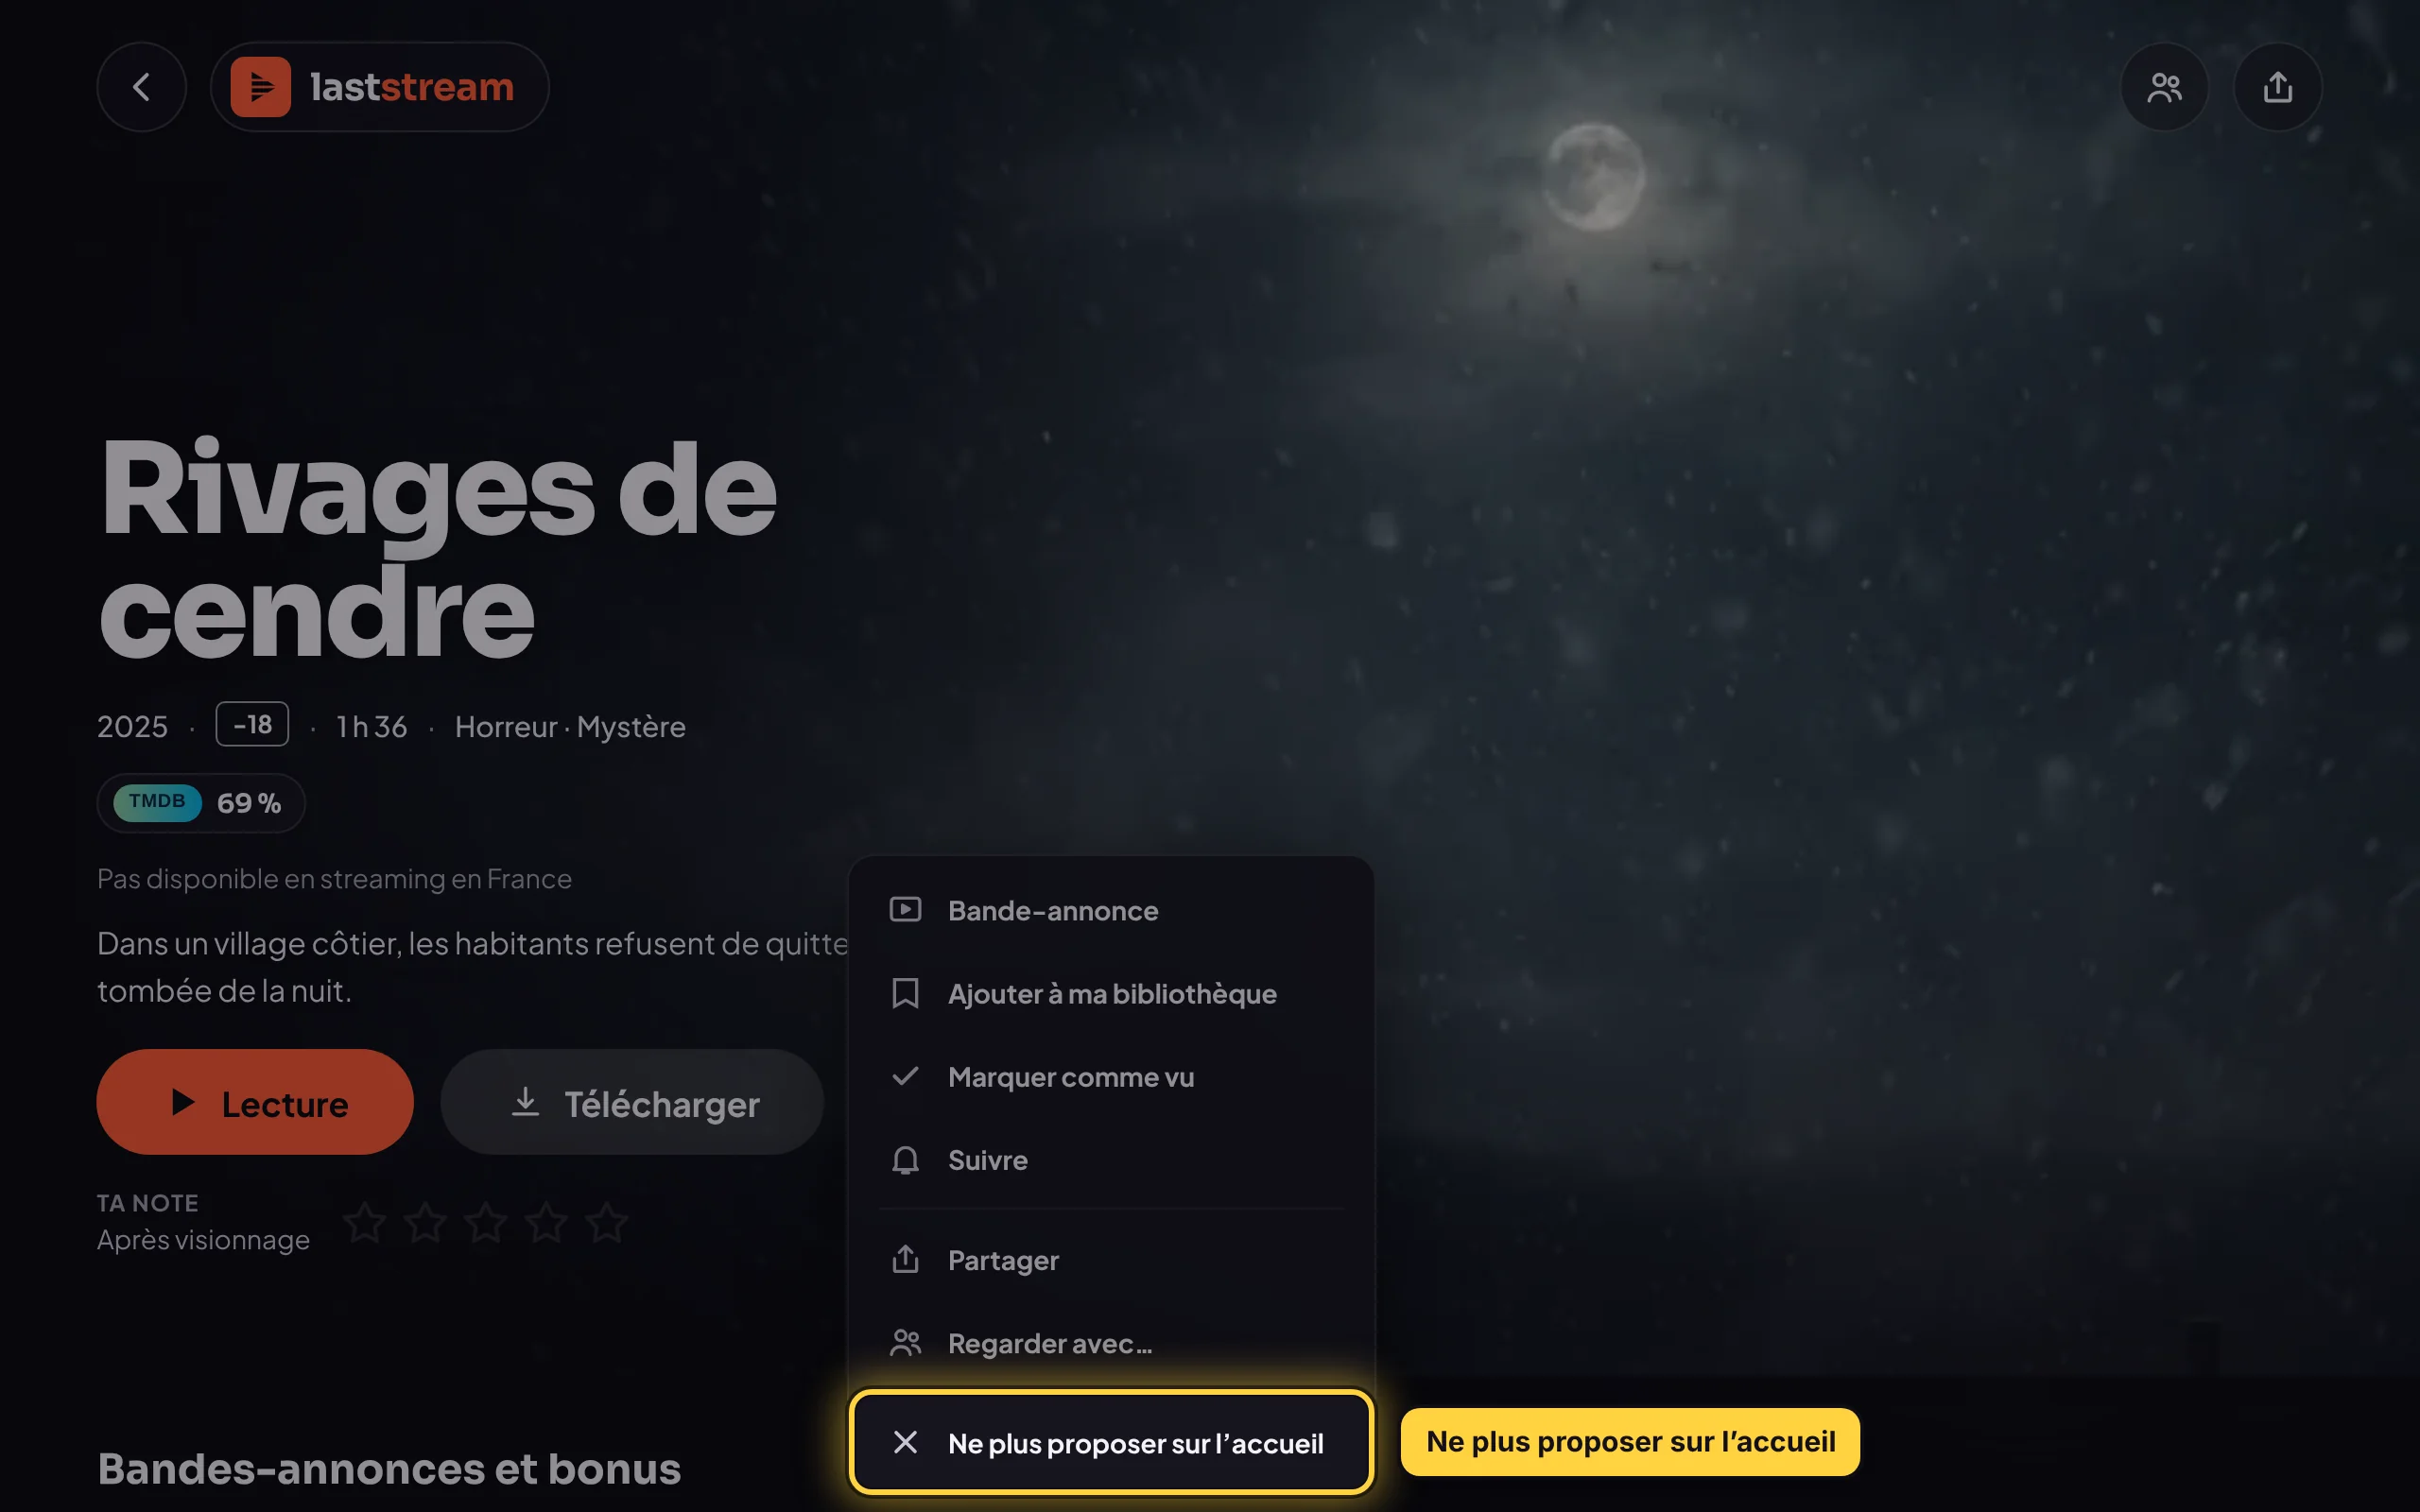 laststream
Rivages de
cendre
2025 · -18 · 1 h 36 · Horreur · Mystère
TMDB 69 %
Pas disponible en streaming en France
Dans un village côtier, les habitants refusent de quitte
tombée de la nuit.
Lecture
Télécharger
TA NOTE
Après visionnage
Bande-annonce
Ajouter à ma bibliothèque
Marquer comme vu
Suivre
Partager
Regarder avec...
Ne plus proposer sur l’accueil
Ne plus proposer sur l’accueil
Bandes-annonces et bonus